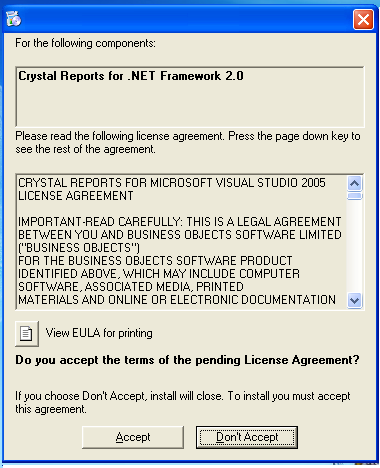 For the following components:
Crystal Reports for .NET Framework 2.0
Please read the following license agreement. Press the page down key to
see the rest of the agreement.
CRYSTAL REPORTS FOR MICROSOFT VISUAL STUDIO 2005
LICENSE AGREEMENT
IMPORTANT-READ CAREFULLY: THIS IS A LEGAL AGREEMENT
BETWEEN YOU AND BUSINESS OBJECTS SOFTWARE LIMITED
("BUSINESS OBJECTS")
FOR THE BUSINESS OBJECTS SOFTWARE PRODUCT
IDENTIFIED ABOVE, WHICH MAY INCLUDE COMPUTER
SOFTWARE, ASSOCIATED MEDIA, PRINTED
MATERIALS AND ONLINE OR ELECTRONIC DOCUMENTATION
View EULA for printing
Do you accept the terms of the pending License Agreement?
If you choose Don't Accept, install will close. To install you must accept
this agreement.
Accept
Don't Accept